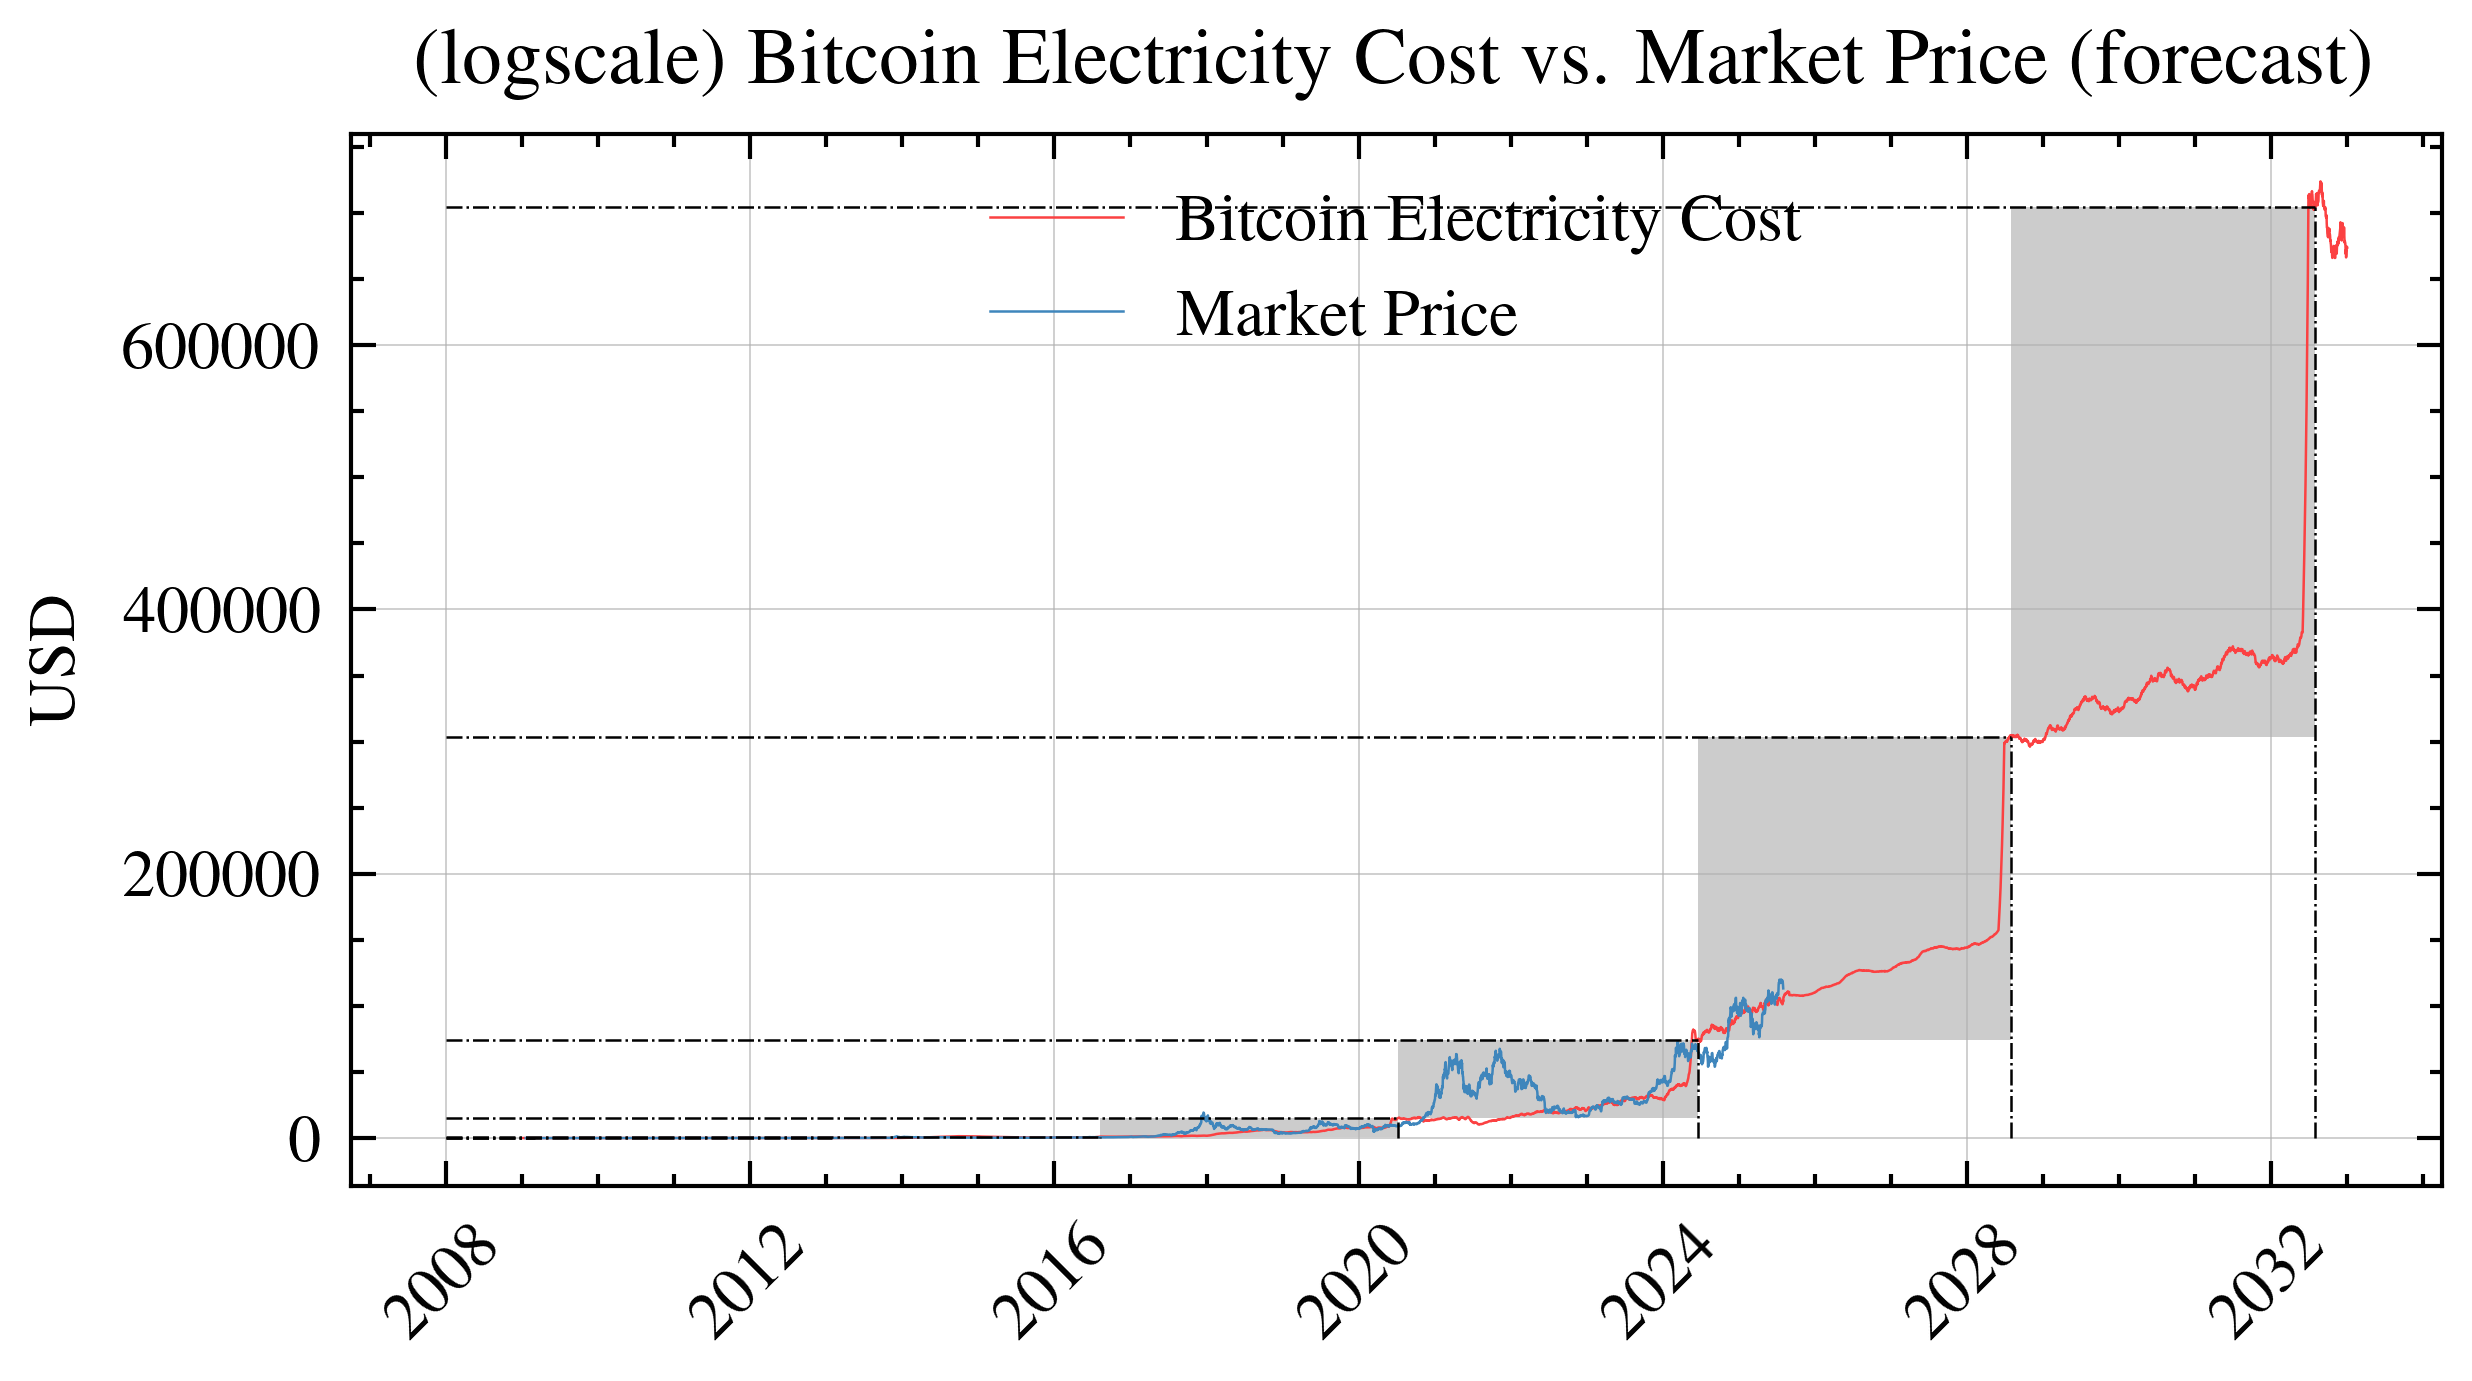 (logscale) Bitcoin Electricity Cost vs. Market Price (forecast)
Bitcoin Electricity Cost
Market Price
USD
600000
400000
200000
0
2008
2012
2016
2020
2024
2028
2032